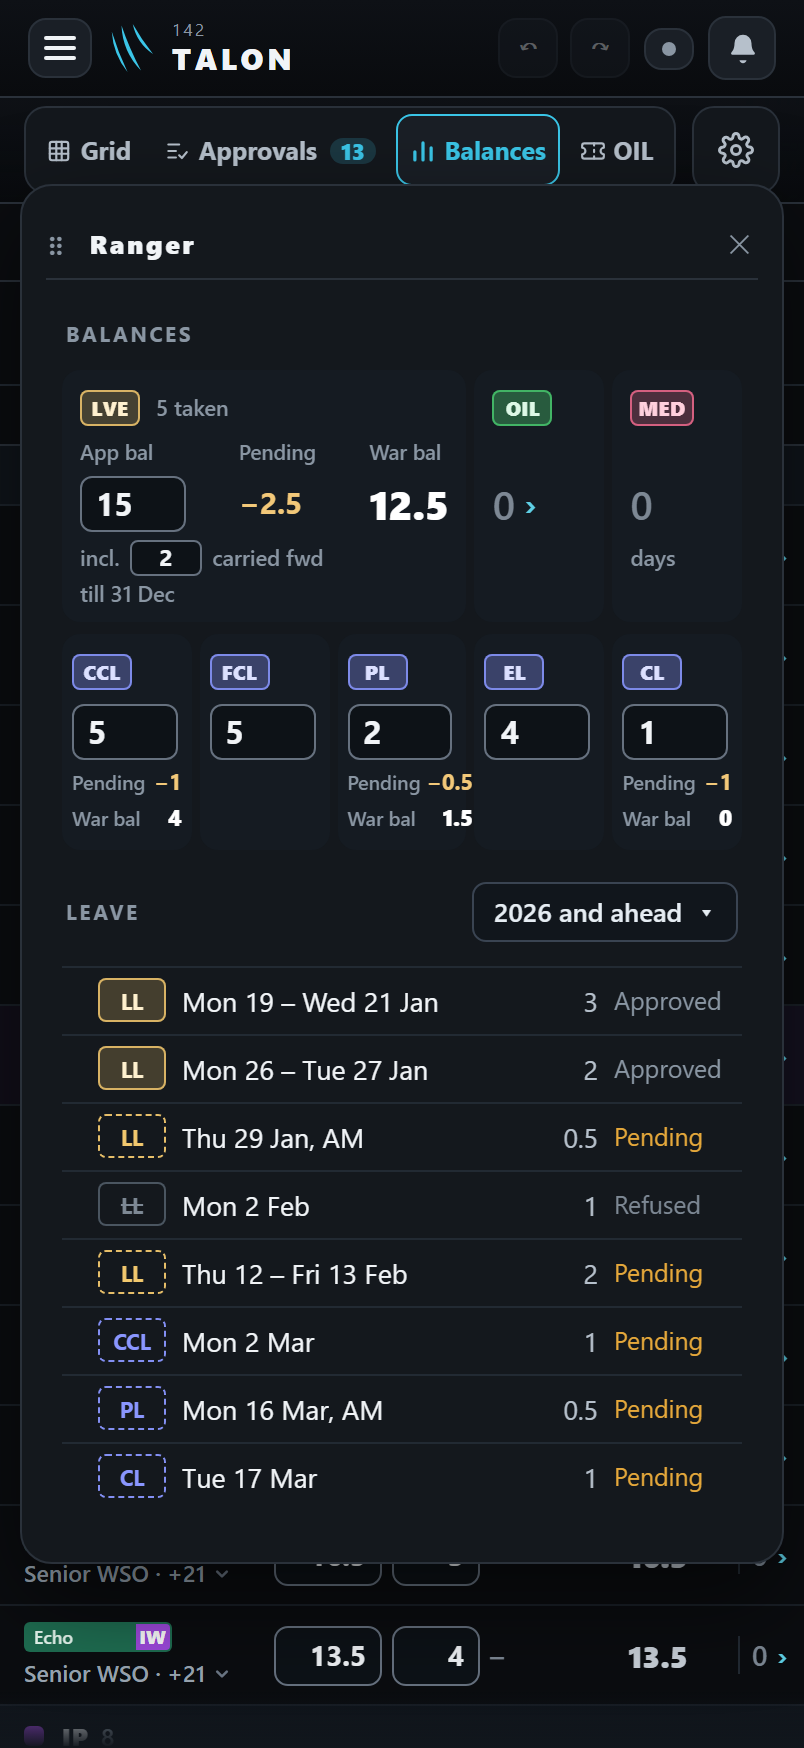 142
TALON
Grid
Approvals 13
Balances
OIL
Ranger
BALANCES
LVE 5 taken
App bal Pending War bal
15 −2.5 12.5
incl. 2 carried fwd
till 31 Dec
OIL
0 ›
MED
0
days
CCL
5
Pending −1
War bal 4
FCL
5
PL
2
Pending −0.5
War bal 1.5
EL
4
CL
1
Pending −1
War bal 0
LEAVE
2026 and ahead
LL Mon 19 – Wed 21 Jan 3 Approved
LL Mon 26 – Tue 27 Jan 2 Approved
LL Thu 29 Jan, AM 0.5 Pending
LL Mon 2 Feb 1 Refused
LL Thu 12 – Fri 13 Feb 2 Pending
CCL Mon 2 Mar 1 Pending
PL Mon 16 Mar, AM 0.5 Pending
CL Tue 17 Mar 1 Pending
Senior WSO · +21
Echo IW
Senior WSO · +21
13.5 4 – 13.5 0 ›
IP 8